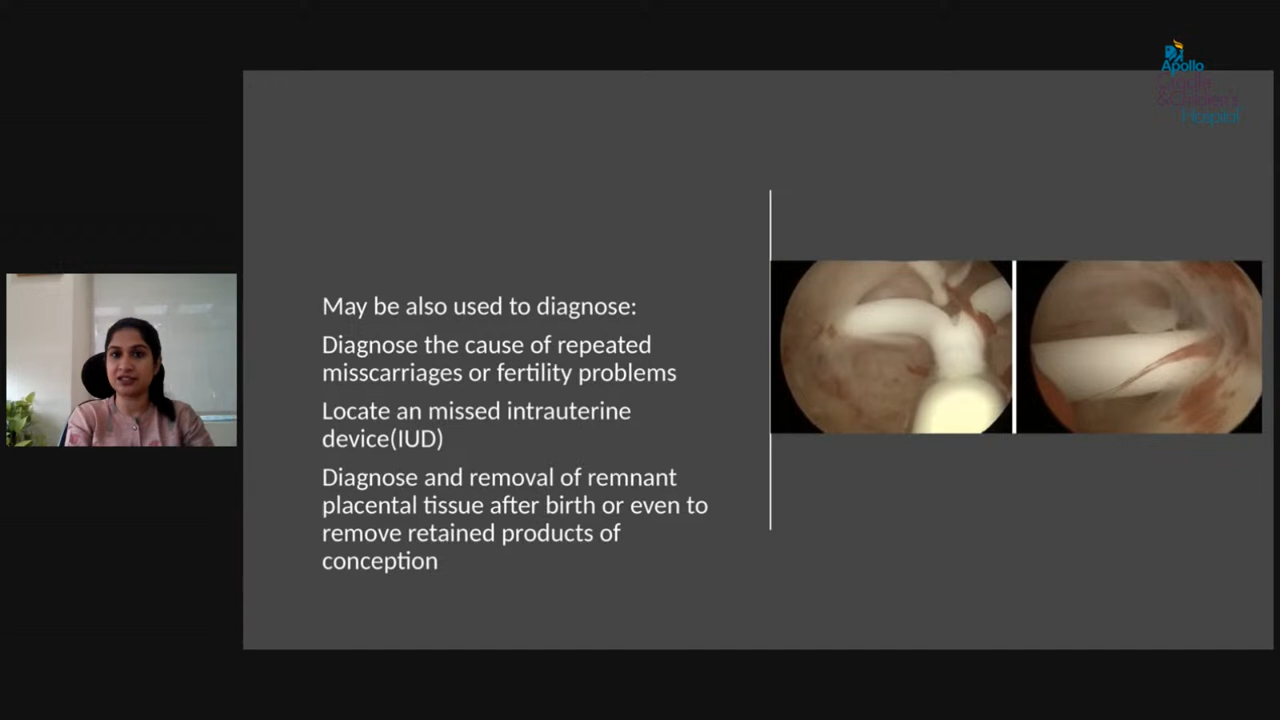 Apollo
&Children's
Hospital
May be also used to diagnose:
Diagnose the cause of repeated
misscarriages or fertility problems
Locate an missed intrauterine
device(IUD)
Diagnose and removal of remnant
placental tissue after birth or even to
remove retained products of
conception